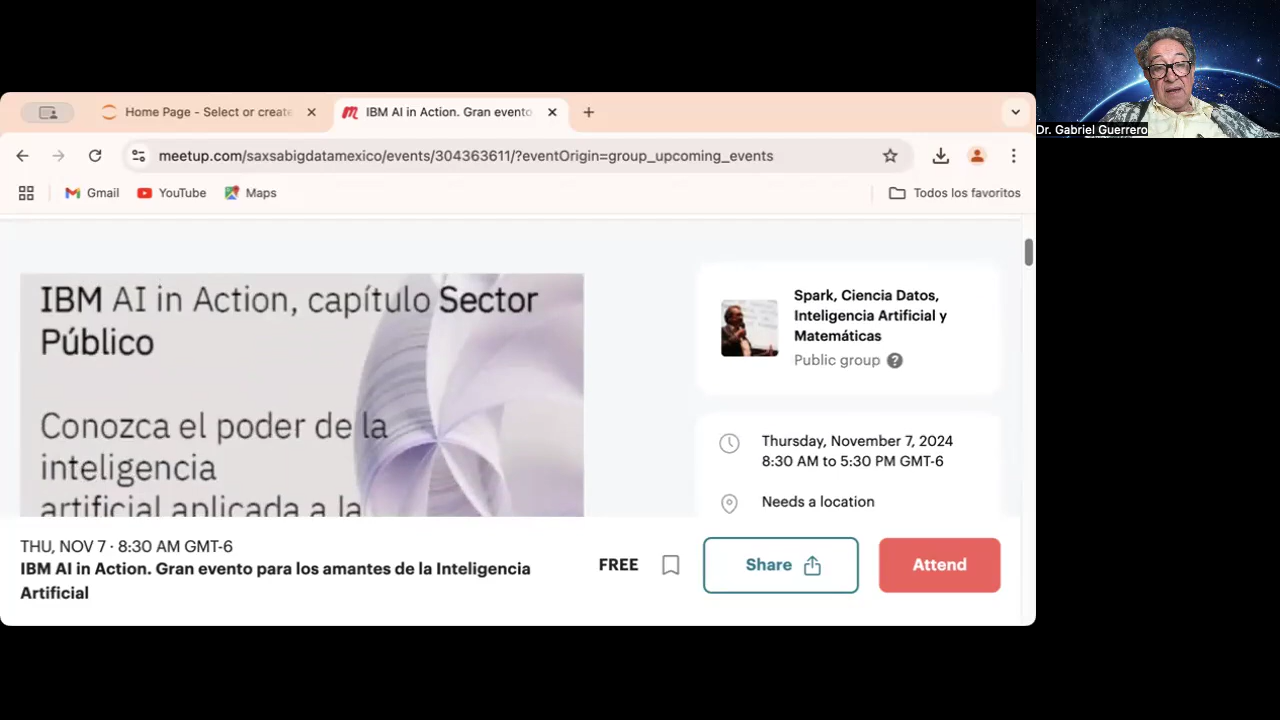 Dr. Gabriel Guerrero
Home Page - Select or create
IBM AI in Action. Gran evento
meetup.com/saxsabigdatamexico/events/304363611/?eventOrigin=group_upcoming_events
Gmail
YouTube
Maps
Todos los favoritos
IBM AI in Action, capítulo Sector
Público
Conozca el poder de la
inteligencia
artificial aplicada a la
Spark, Ciencia Datos,
Inteligencia Artificial y
Matemáticas
Public group ?
Thursday, November 7, 2024
8:30 AM to 5:30 PM GMT-6
Needs a location
THU, NOV 7 · 8:30 AM GMT-6
IBM AI in Action. Gran evento para los amantes de la Inteligencia
Artificial
FREE
Share
Attend